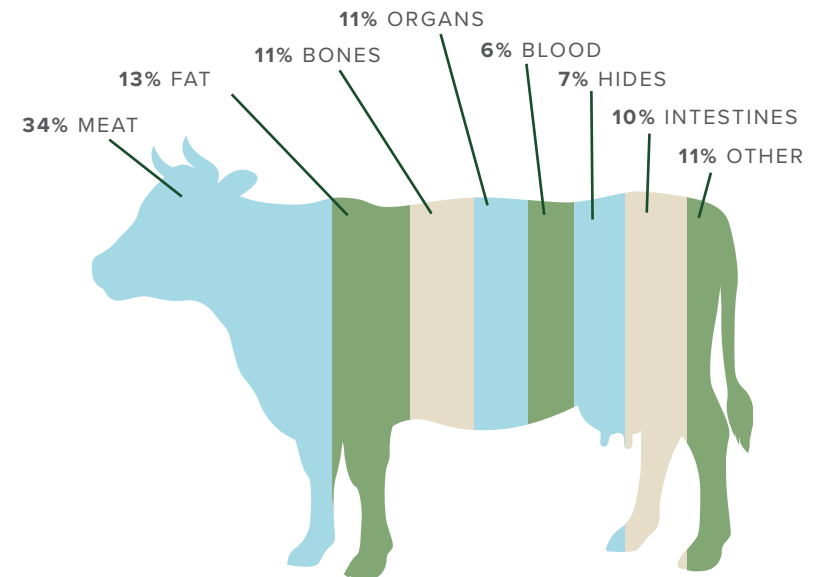 11% ORGANS
11% BONES
6% BLOOD
13% FAT
7% HIDES
34% MEAT
10% INTESTINES
11% OTHER